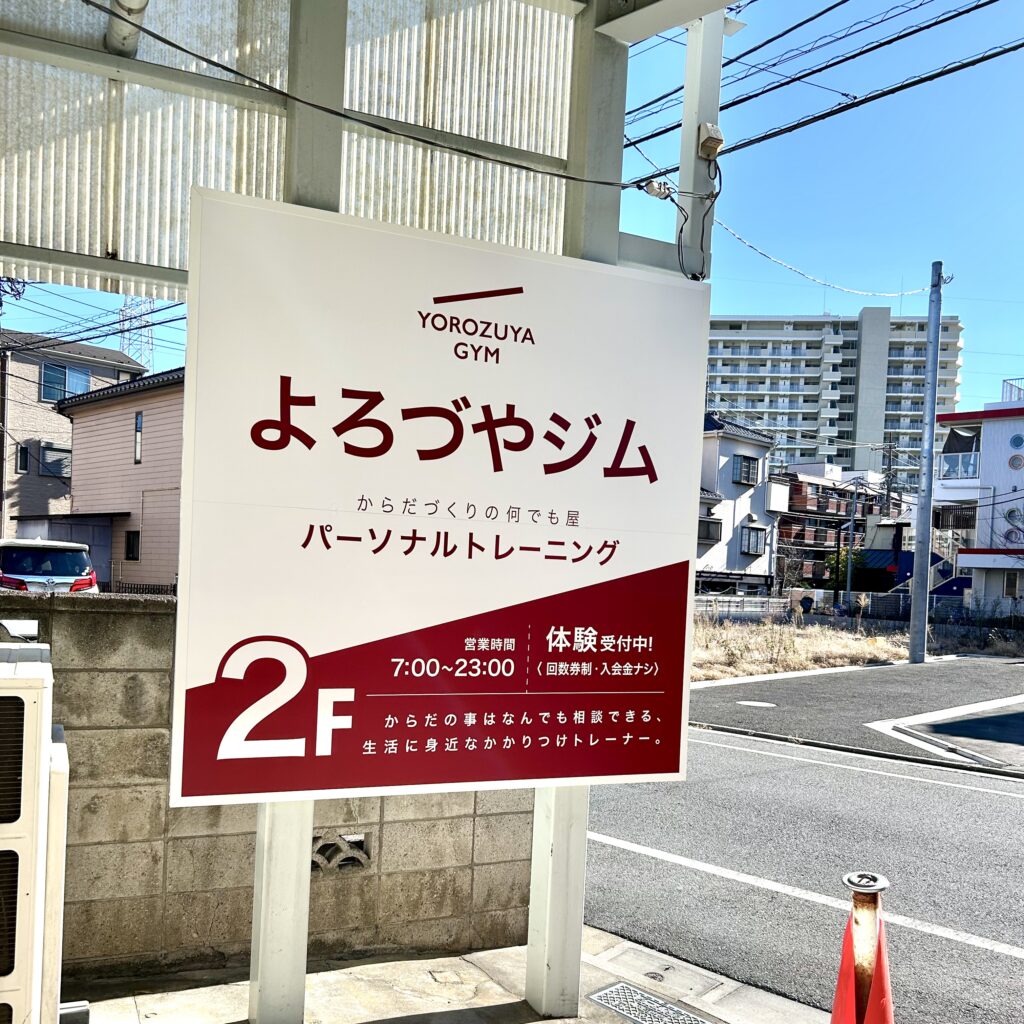 YOROZUYA
GYM
よろづやジム
からだづくりの何でも屋
パーソナルトレーニング
2F
営業時間
7:00~23:00
体験受付中!
〈 回数券制・入会金ナシ〉
からだの事はなんでも相談できる、
生活に身近なかかりつけトレーナー。